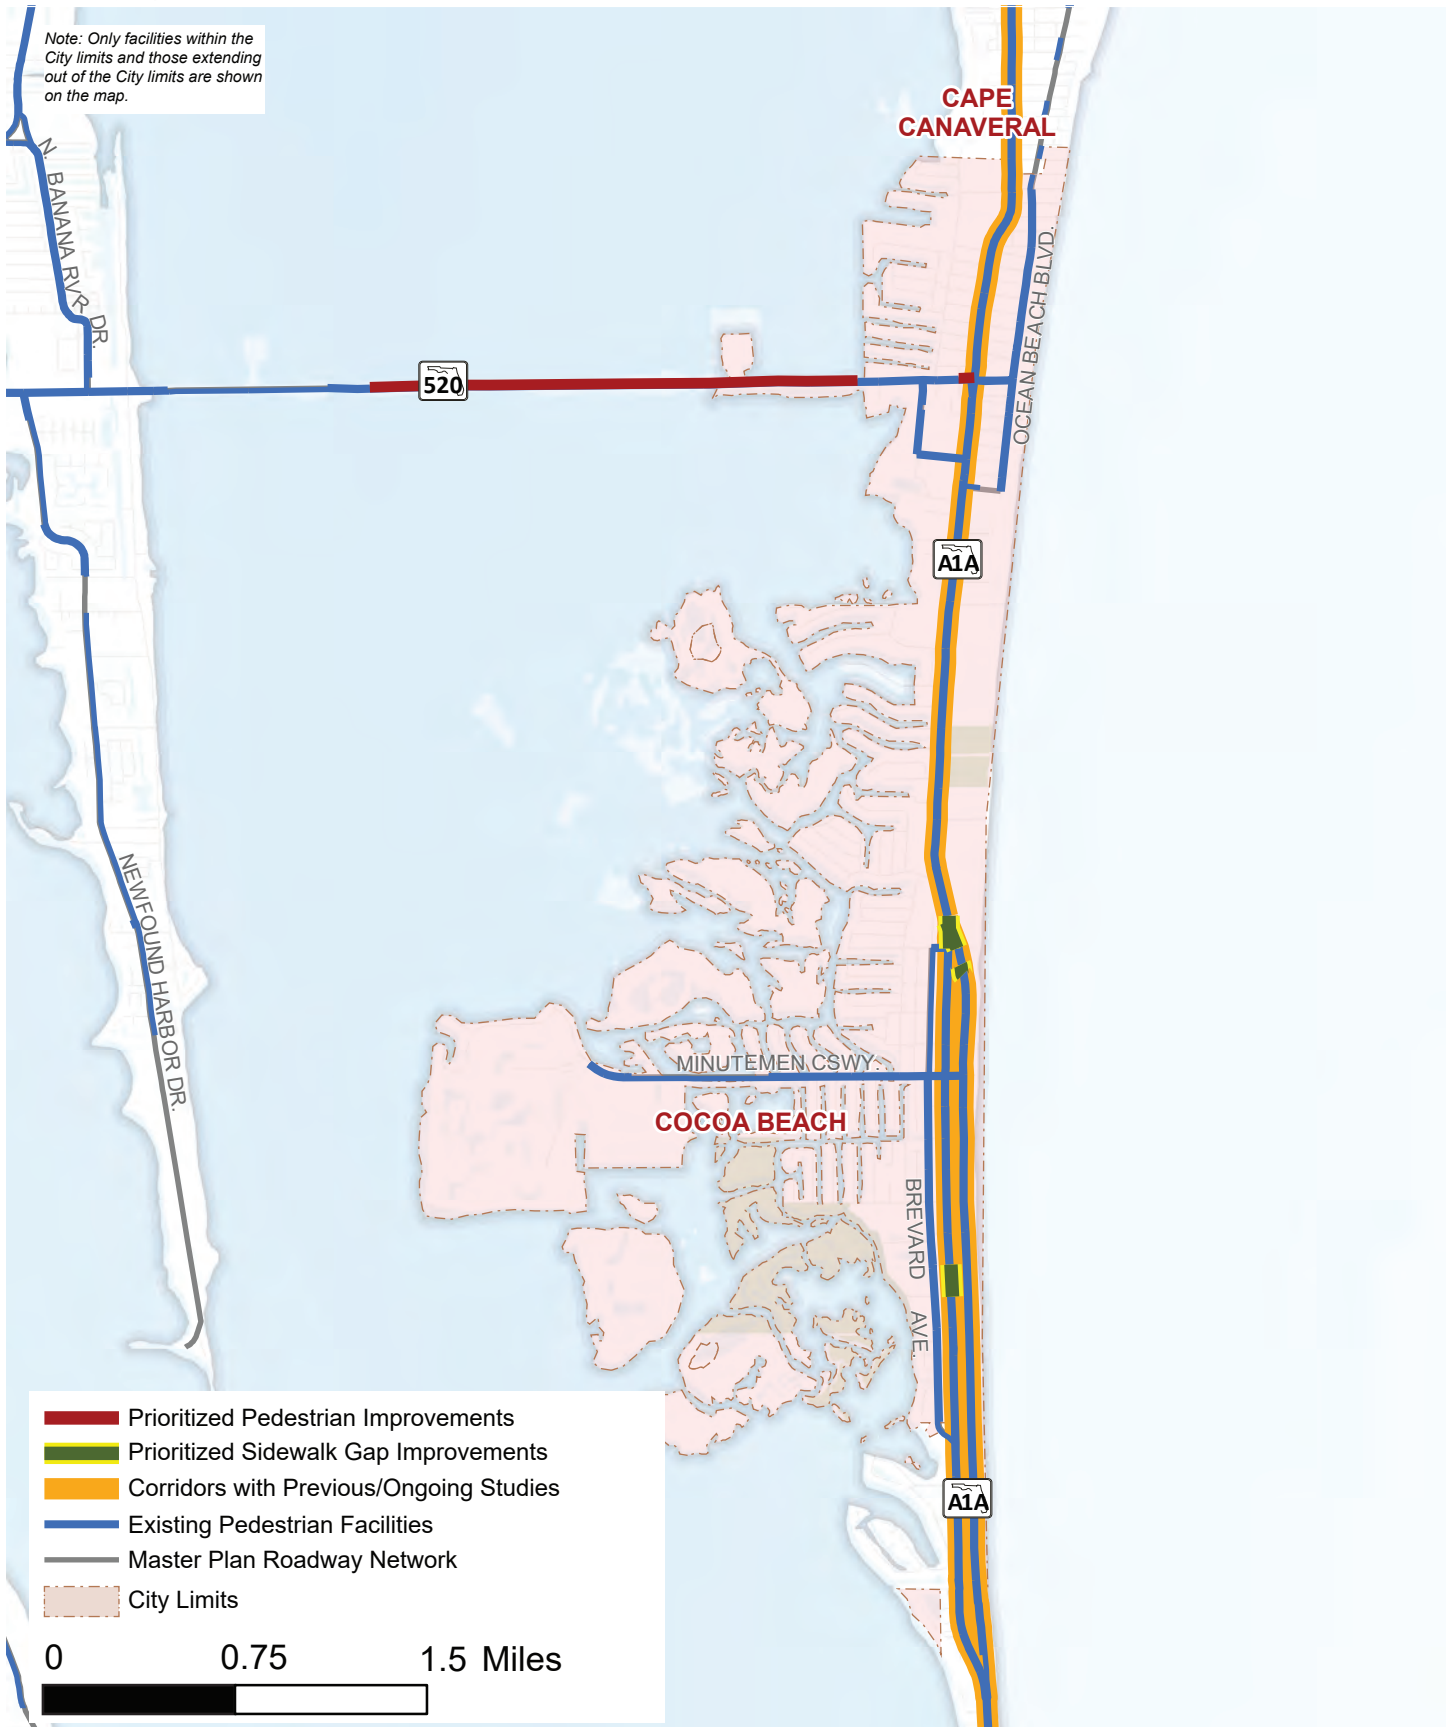 Note: Only facilities within the
City limits and those extending
out of the City limits are shown
on the map.
CAPE
CANAVERAL
N. BANANA RVR DR.
OCEAN BEACH BLVD.
520
A1A
NEWFOUND HARBOR DR.
MINUTEMEN CSWY.
COCOA BEACH
BREVARD AVE.
A1A
Prioritized Pedestrian Improvements
Prioritized Sidewalk Gap Improvements
Corridors with Previous/Ongoing Studies
Existing Pedestrian Facilities
Master Plan Roadway Network
City Limits
0 0.75 1.5 Miles